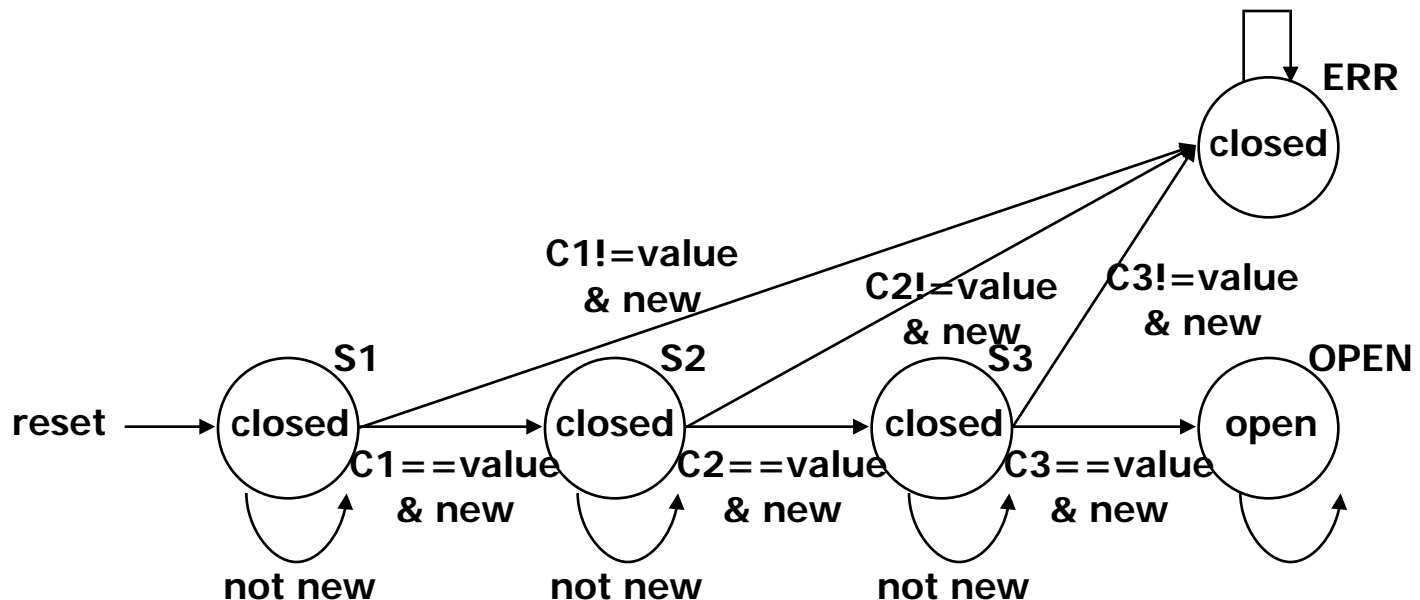 ERR
closed
C1!=value
& new
C2!=value
& new
C3!=value
& new
S1
S2
S3
OPEN
reset
closed
closed
closed
open
C1==value
& new
C2==value
& new
C3==value
& new
not new
not new
not new